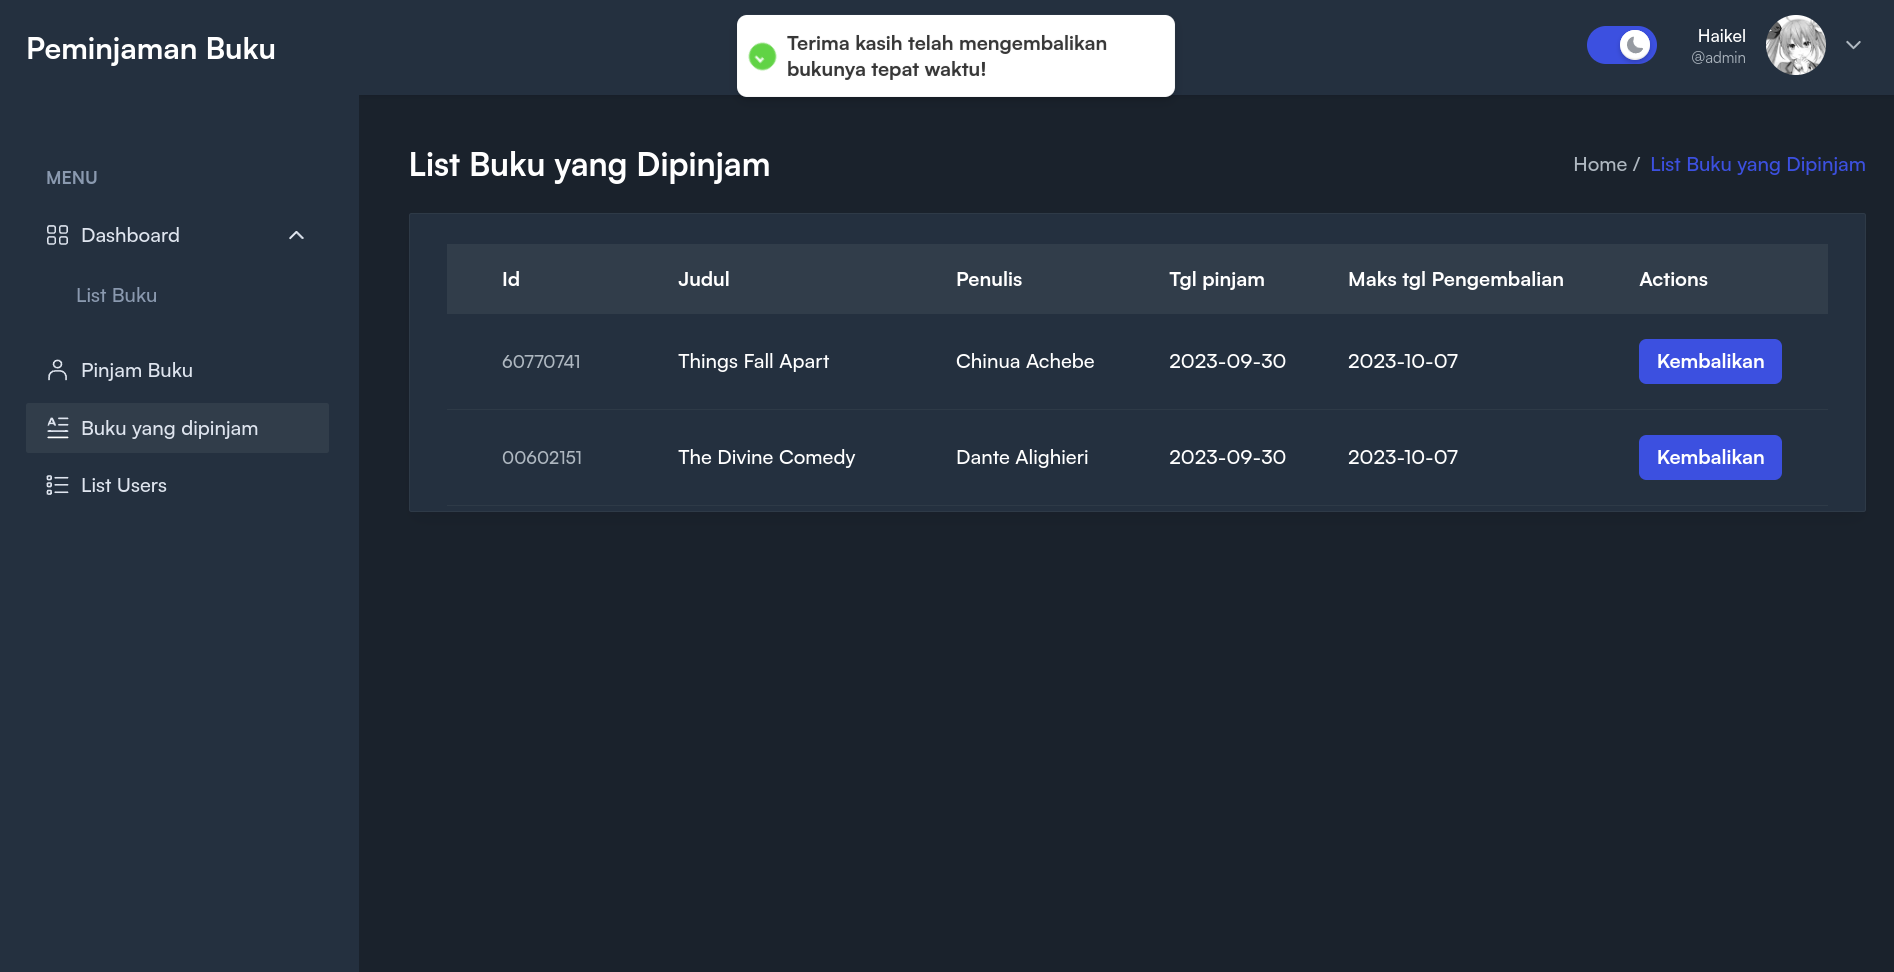 Peminjaman Buku
Terima kasih telah mengembalikan
bukunya tepat waktu!
Haikel
@admin
MENU
Dashboard
List Buku
Pinjam Buku
Buku yang dipinjam
List Users
List Buku yang Dipinjam
Home / List Buku yang Dipinjam
Id Judul Penulis Tgl pinjam Maks tgl Pengembalian Actions
60770741 Things Fall Apart Chinua Achebe 2023-09-30 2023-10-07 Kembalikan
00602151 The Divine Comedy Dante Alighieri 2023-09-30 2023-10-07 Kembalikan